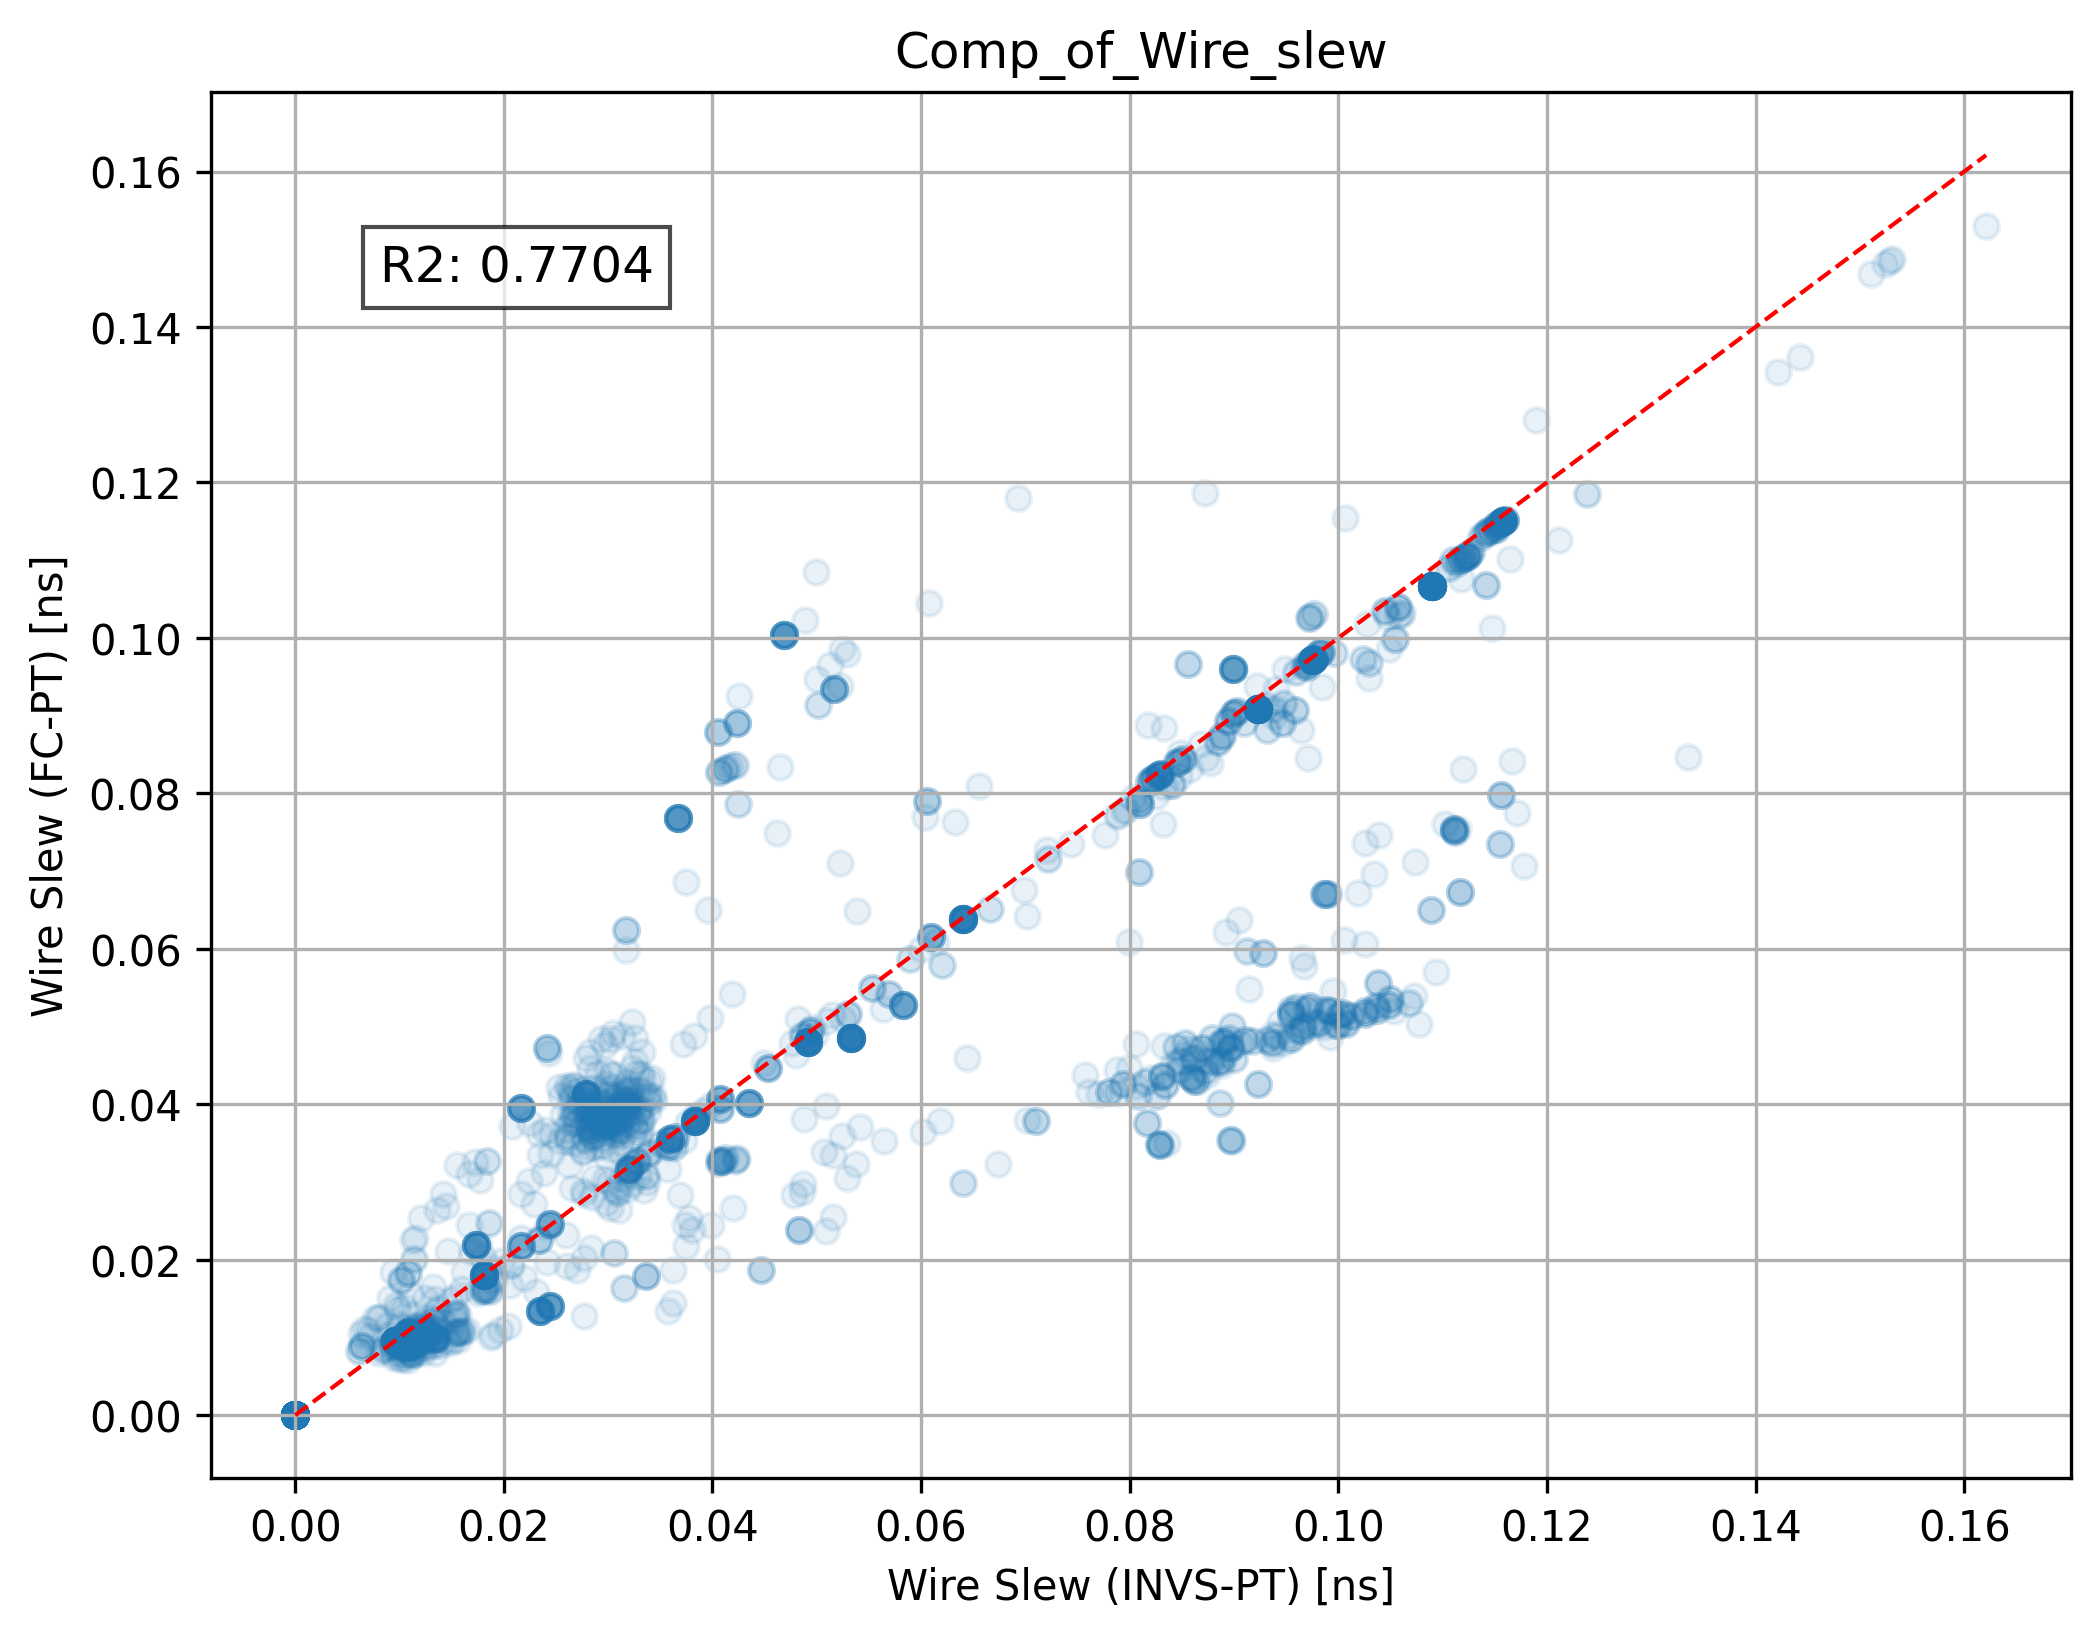 Comp_of_Wire_slew
R2: 0.7704
Wire Slew (FC-PT) [ns]
0.16
0.14
0.12
0.10
0.08
0.06
0.04
0.02
0.00
0.00 0.02 0.04 0.06 0.08 0.10 0.12 0.14 0.16
Wire Slew (INVS-PT) [ns]